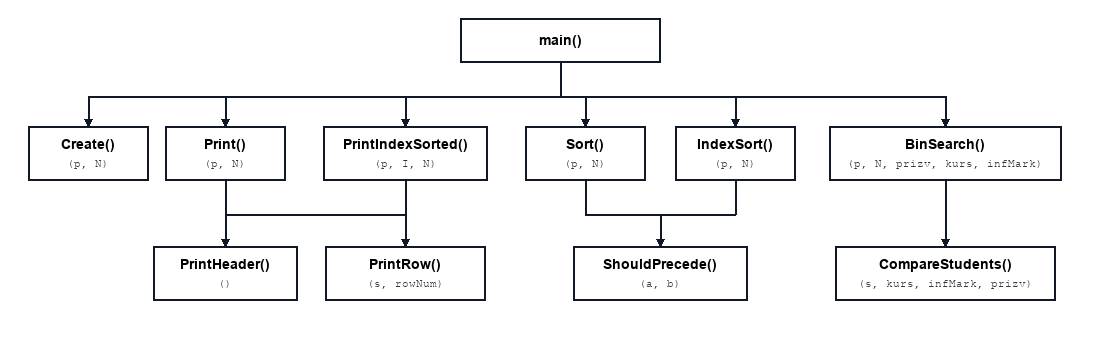 main()
Create()
(p, N)
Print()
(p, N)
PrintIndexSorted()
(p, I, N)
Sort()
(p, N)
IndexSort()
(p, N)
BinSearch()
(p, N, prizv, kurs, infMark)
PrintHeader()
()
PrintRow()
(s, rowNum)
ShouldPrecede()
(a, b)
CompareStudents()
(s, kurs, infMark, prizv)